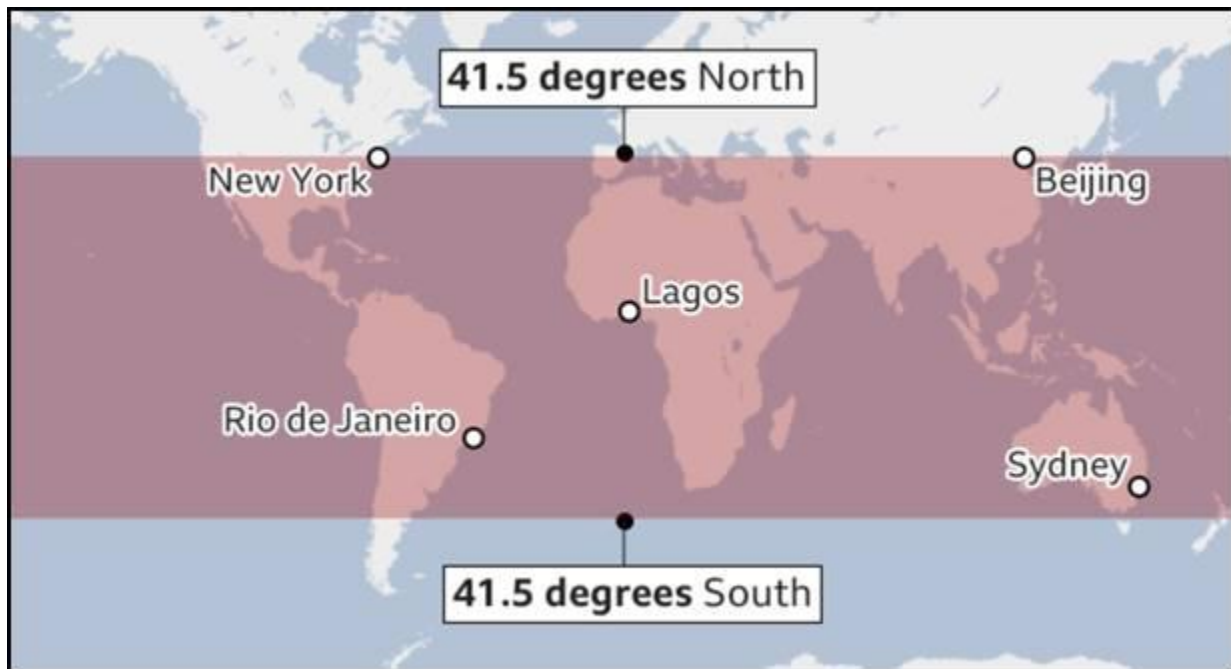 41.5 degrees North
New York
Beijing
Lagos
Rio de Janeiro
Sydney
41.5 degrees South